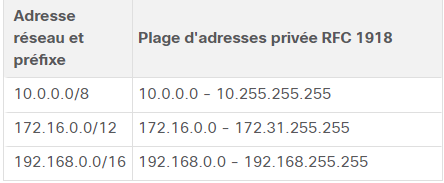 Adresse
réseau et
préfixe
Plage d'adresses privée RFC 1918
10.0.0.0/8 10.0.0.0 – 10.255.255.255
172.16.0.0/12 172.16.0.0 – 172.31.255.255
192.168.0.0/16 192.168.0.0 – 192.168.255.255